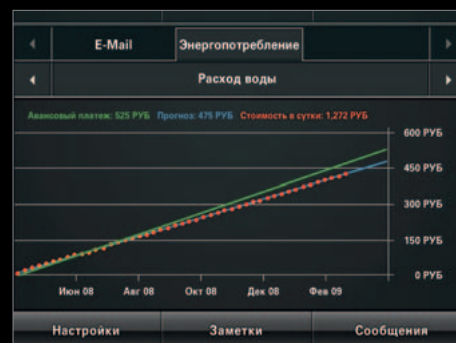 E-Mail Энергопотребление
Расход воды
Авансовый платеж: 525 РУБ Прогноз: 475 РУБ Стоимость в сутки: 1,272 РУБ
600 РУБ
450 РУБ
300 РУБ
150 РУБ
0 РУБ
Июн 08 Авг 08 Окт 08 Дек 08 Фев 09
Настройки Заметки Сообщения